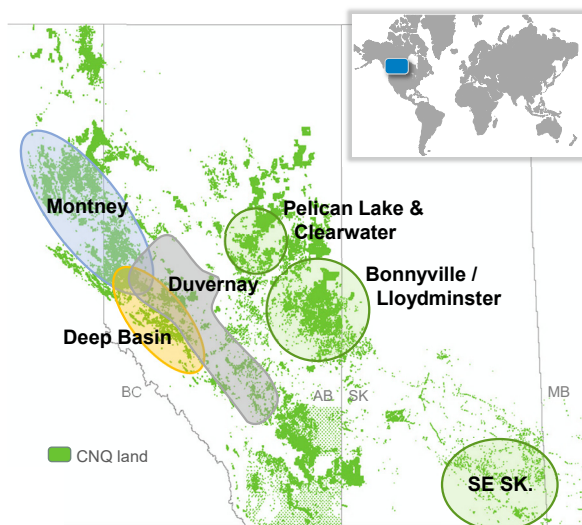 Montney
Pelican Lake &
Clearwater
Duvernay
Bonnyville /
Lloydminster
Deep Basin
BC
AB
SK
MB
CNQ land
SE SK.